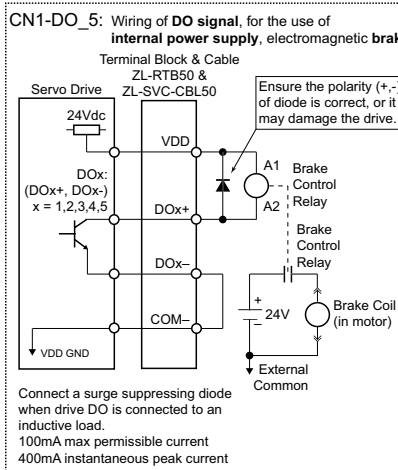 CN1-DO_5: Wiring of DO signal, for the use of
internal power supply, electromagnetic brak
Terminal Block & Cable
ZL-RTB50 &
ZL-SVC-CBL50
Servo Drive
Ensure the polarity (+,-)
of diode is correct, or it
may damage the drive.
24Vdc
VDD
DOx:
(DOx+, DOx-)
x = 1,2,3,4,5
DOx+
A1
A2
Brake
Control
Relay
Brake
Control
Relay
DOx–
COM–
+
24V
–
Brake Coil
(in motor)
VDD GND
External
Common
Connect a surge suppressing diode
when drive DO is connected to an
inductive load.
100mA max permissible current
400mA instantaneous peak current